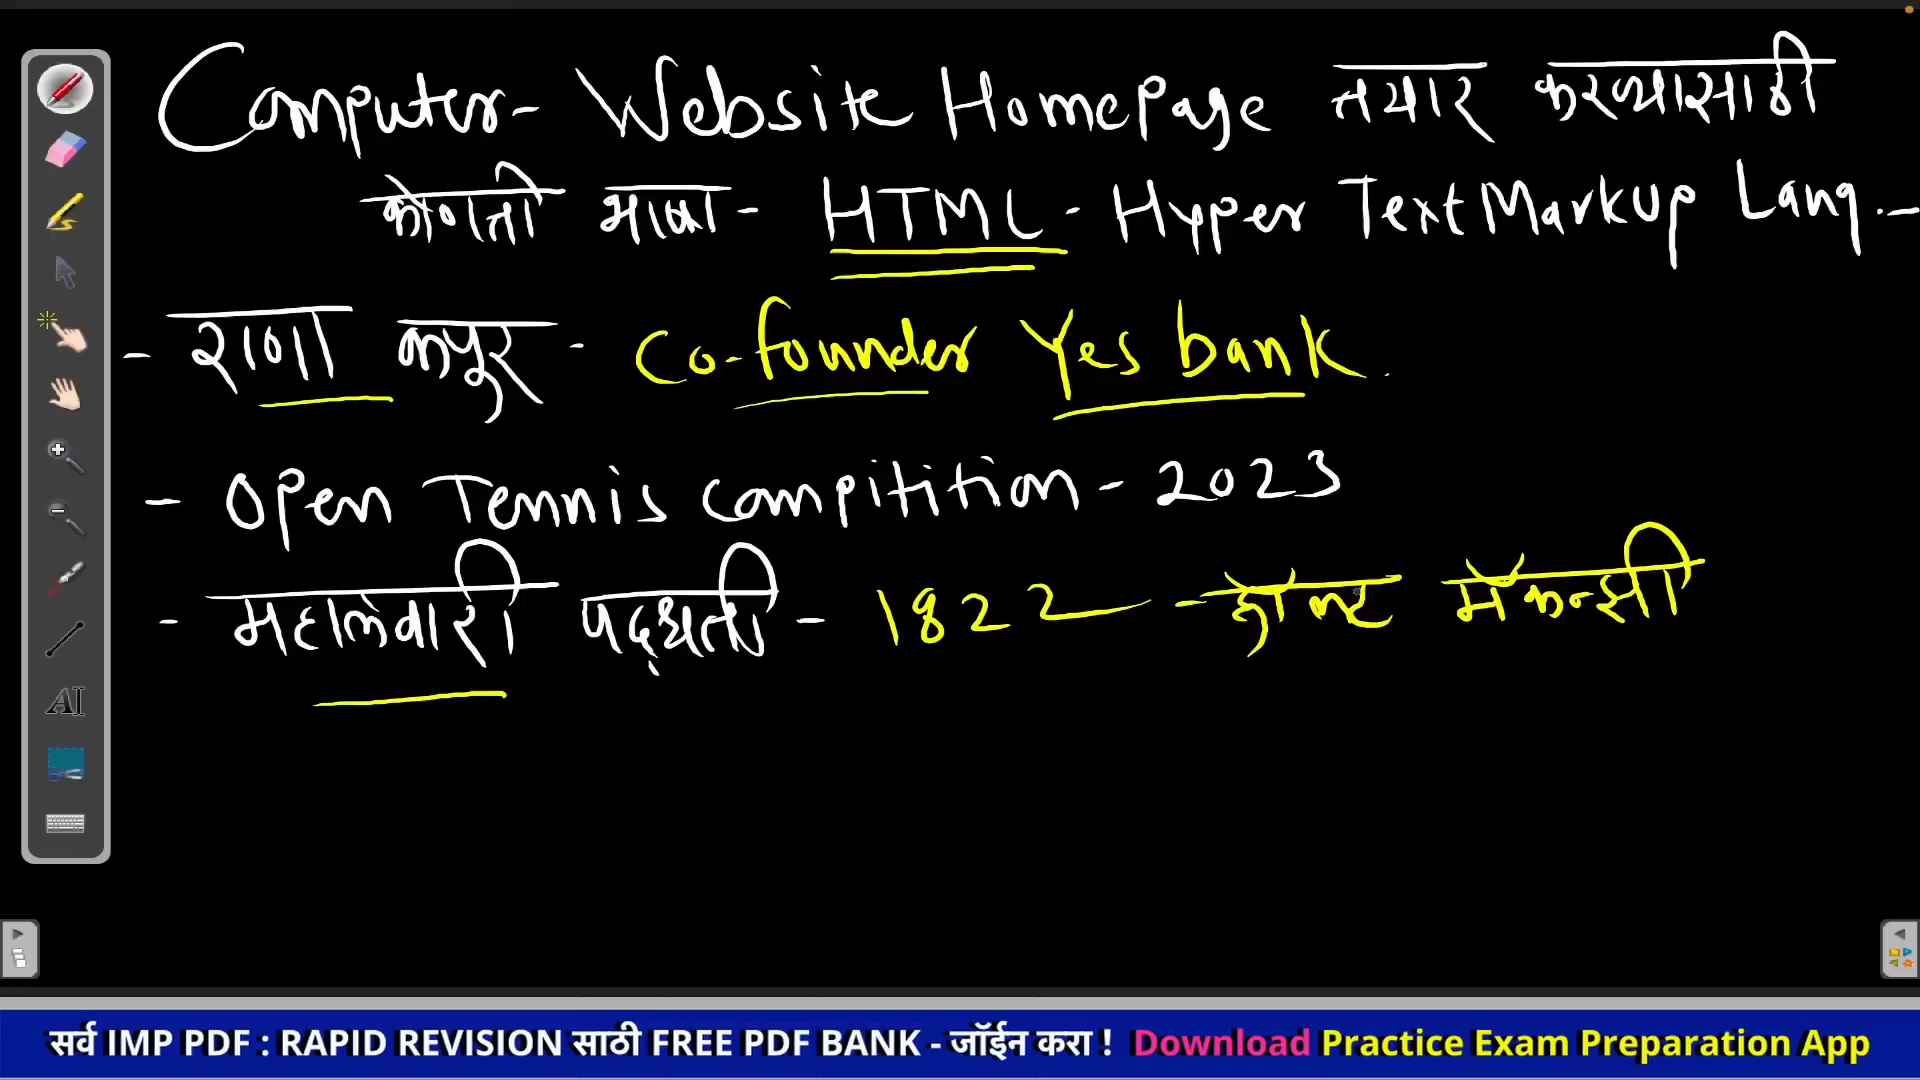 Computer - Website Homepage तयार करण्यासाठी
कोणती भाषा - HTML - Hyper Text Markup Lang. -
- राणा कपूर - Co-founder Yes bank.
- Open Tennis Compitition - 2023
- महालवारी पद्धती - 1822 - हॉल्ट मॅकन्झी
AI
सर्व IMP PDF : RAPID REVISION साठी FREE PDF BANK - जॉईन करा ! Download Practice Exam Preparation App